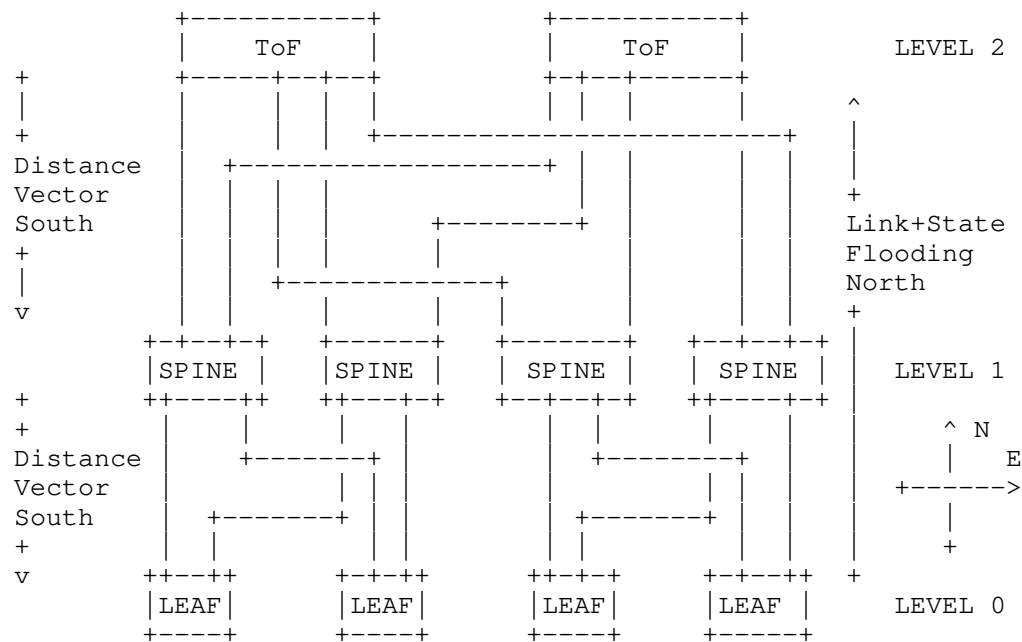 ToF ToF LEVEL 2
Distance
Vector
South Link+State
Flooding
North
v
SPINE SPINE SPINE SPINE LEVEL 1
N
Distance E
Vector
South
v
LEAF LEAF LEAF LEAF LEVEL 0